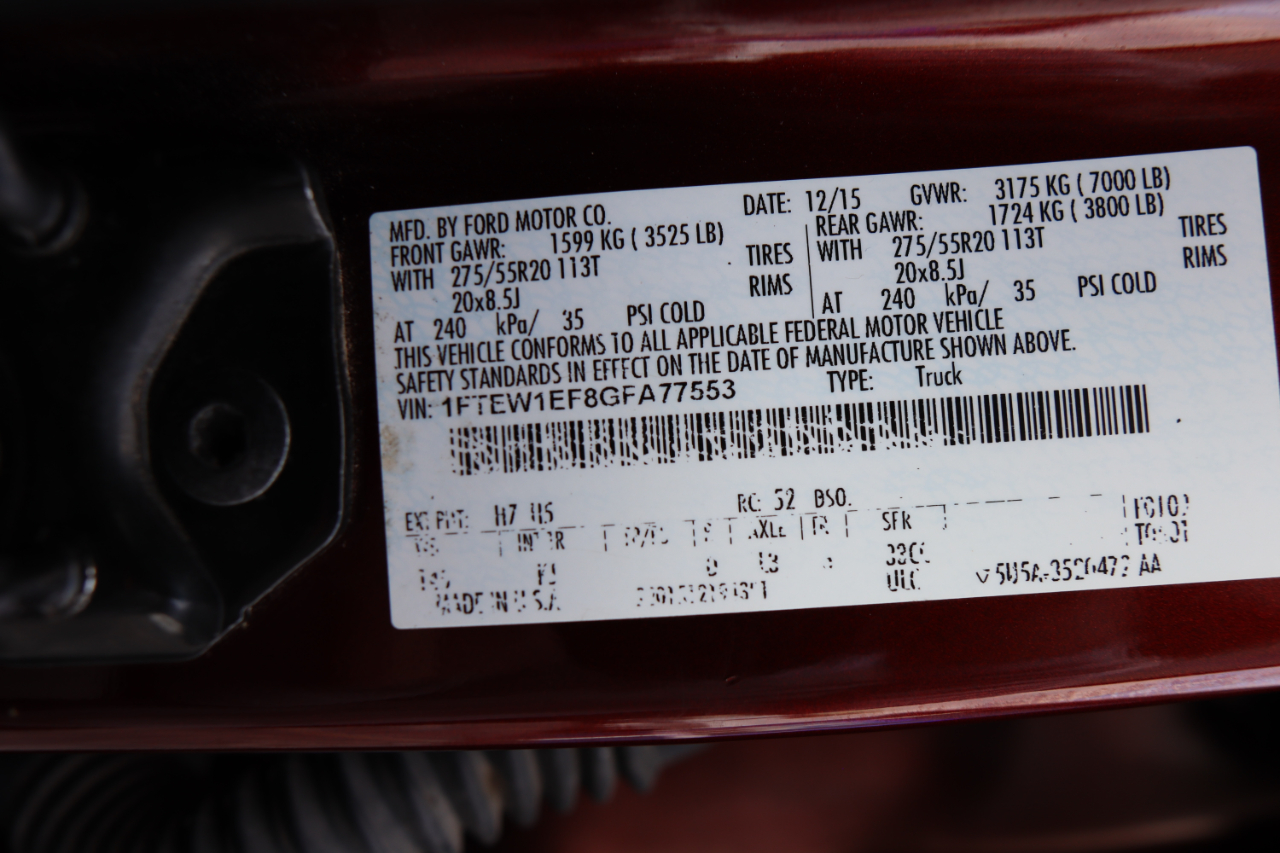 MFD. BY FORD MOTOR CO. DATE: 12/15 GVWR: 3175 KG ( 7000 LB)
FRONT GAWR: 1599 KG ( 3525 LB) REAR GAWR: 1724 KG ( 3800 LB)
WITH 275/55R20 113T TIRES WITH 275/55R20 113T TIRES
20x8.5J RIMS 20x8.5J RIMS
AT 240 kPa/ 35 PSI COLD AT 240 kPa/ 35 PSI COLD
THIS VEHICLE CONFORMS TO ALL APPLICABLE FEDERAL MOTOR VEHICLE
SAFETY STANDARDS IN EFFECT ON THE DATE OF MANUFACTURE SHOWN ABOVE.
VIN: 1FTEW1EF8GFA77553 TYPE: Truck
RC: 52 DSO:
AXLE
MADE IN U.S.A.